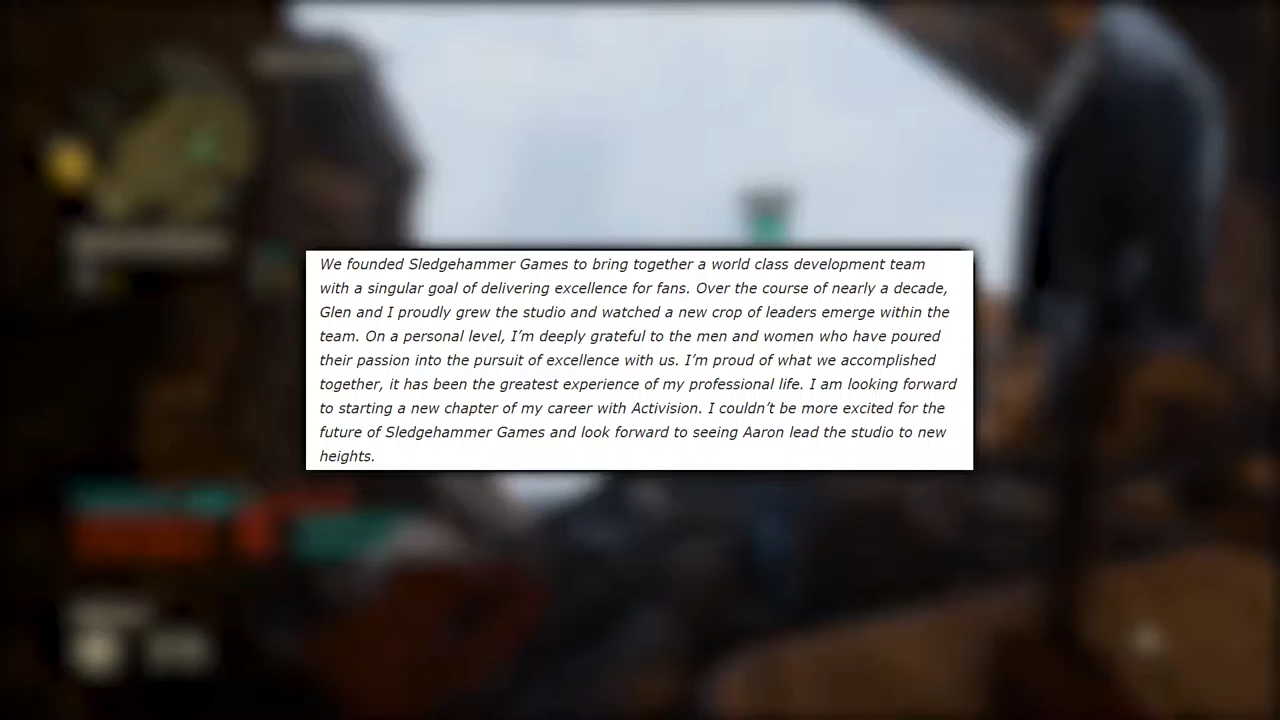 We founded Sledgehammer Games to bring together a world class development team
with a singular goal of delivering excellence for fans. Over the course of nearly a decade,
Glen and I proudly grew the studio and watched a new crop of leaders emerge within the
team. On a personal level, I’m deeply grateful to the men and women who have poured
their passion into the pursuit of excellence with us. I’m proud of what we accomplished
together, it has been the greatest experience of my professional life. I am looking forward
to starting a new chapter of my career with Activision. I couldn’t be more excited for the
future of Sledgehammer Games and look forward to seeing Aaron lead the studio to new
heights.